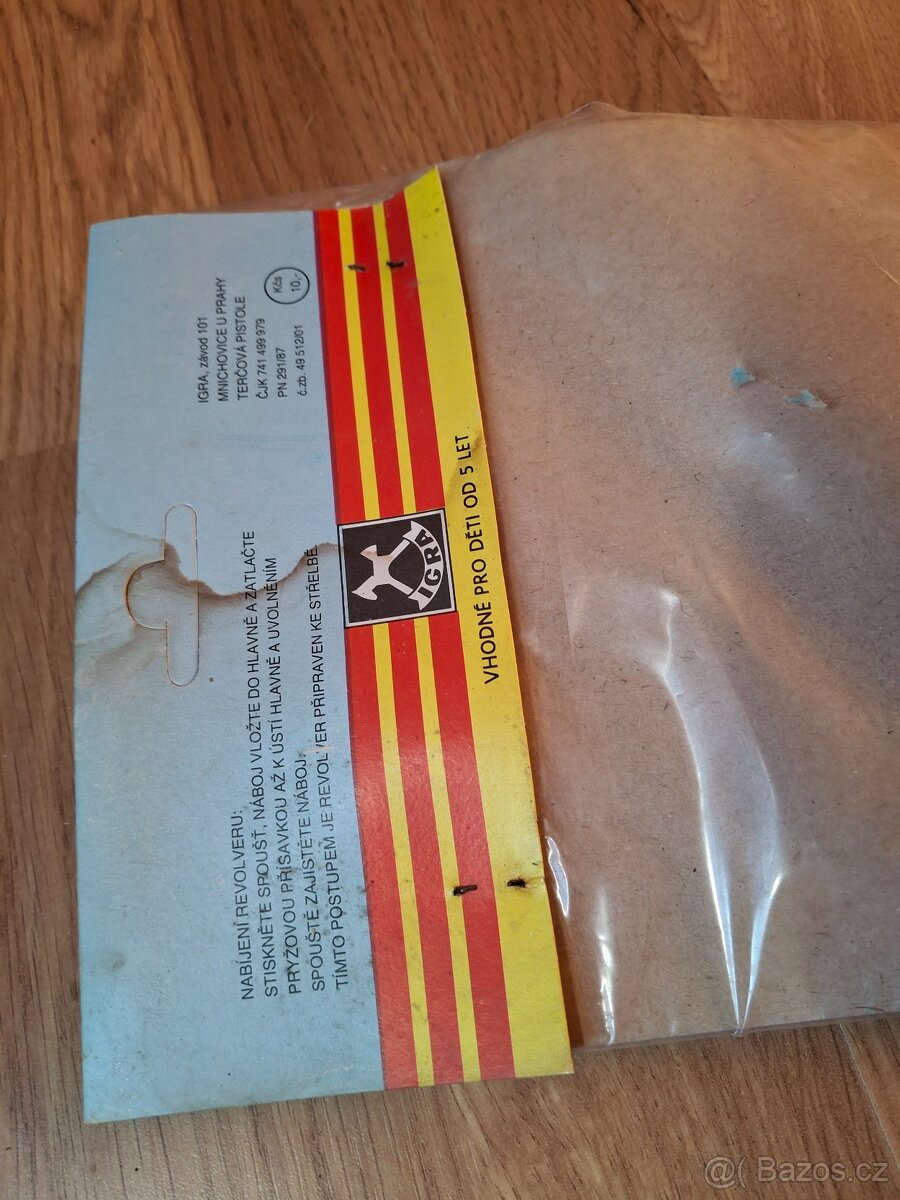 NABÍJENÍ REVOLVERU:
STISKNĚTE SPOUŠŤ, NÁBOJ VLOŽTE DO HLAVNĚ A ZATLAČTE
PRYŽOVOU PŘÍSAVKOU AŽ K ÚSTÍ HLAVNĚ A UVOLNĚNÍM
SPOUŠTĚ ZAJISTĚTE NÁBOJ.
TÍMTO POSTUPEM JE REVOLVER PŘIPRAVEN KE STŘELBĚ.
IGRA, závod 101
MNICHOVICE U PRAHY
TERČOVÁ PISTOLE
ČJK 741 499 979
PN 291/87
č.zb. 49 512/01
Kčs
10,-
IGRA
VHODNÉ PRO DĚTI OD 5 LET
@( Bazos.cz